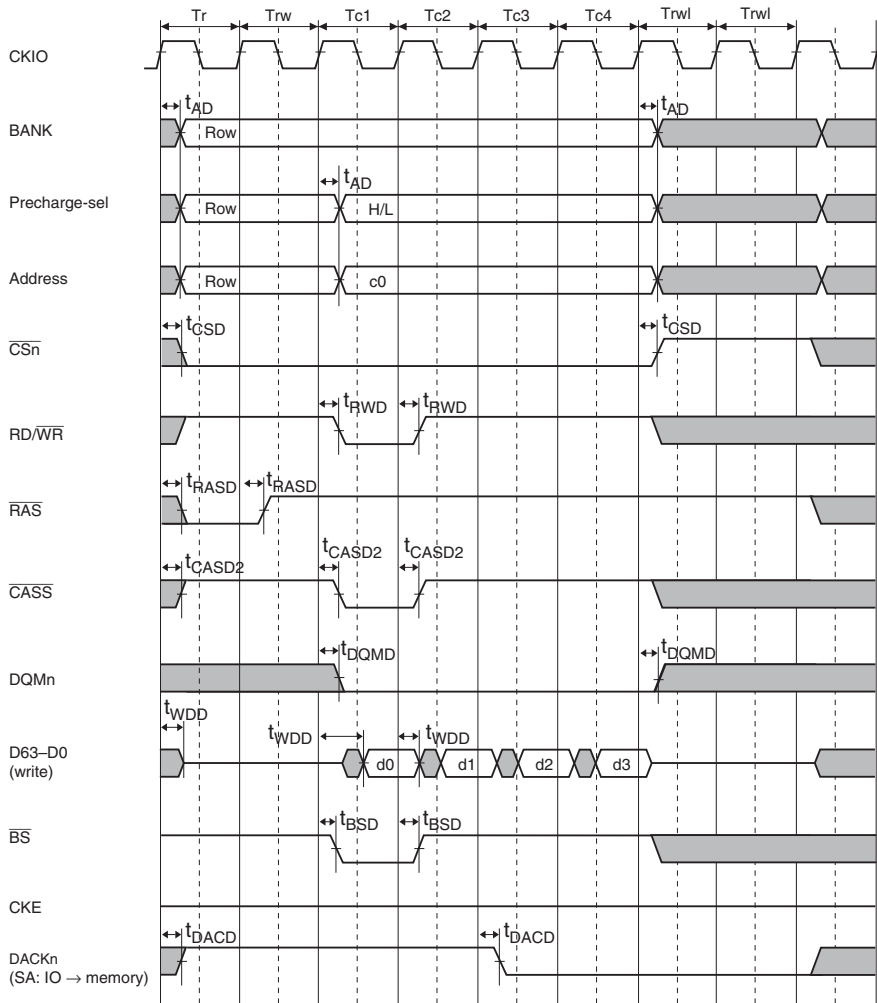 Tr Trw Tc1 Tc2 Tc3 Tc4 Trwl Trwl
CKIO
tAD tAD
BANK Row
tAD
Precharge-sel Row H/L
Address Row c0
tCSD tCSD
CSn
tRWD tRWD
RD/WR
tRASD tRASD
RAS
tCASD2 tCASD2 tCASD2
CASS
tDQMD tDQMD
DQMn
tWDD tWDD tWDD
D63–D0
(write)
d0 d1 d2 d3
tBSD tBSD
BS
CKE
tDACD tDACD
DACKn
(SA: IO → memory)